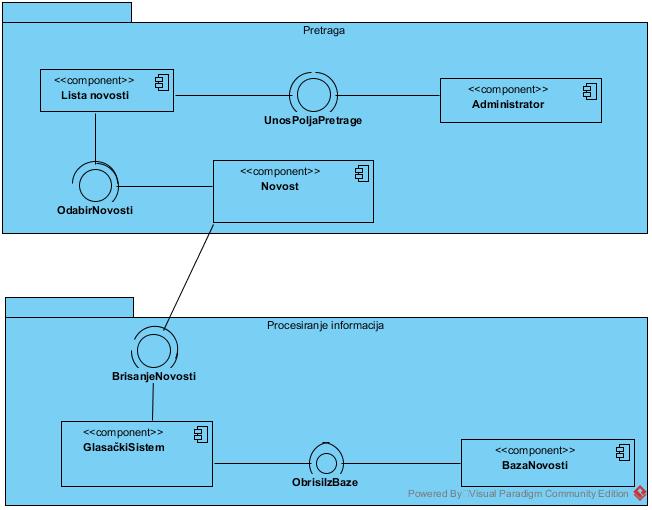 Pretraga
<<component>>
Lista novosti
<<component>>
Administrator
UnosPoljaPretrage
<<component>>
Novost
OdabirNovosti
Procesiranje informacija
BrisanjeNovosti
<<component>>
GlasačkiSistem
<<component>>
BazaNovosti
ObrisiIzBaze
Powered By Visual Paradigm Community Edition